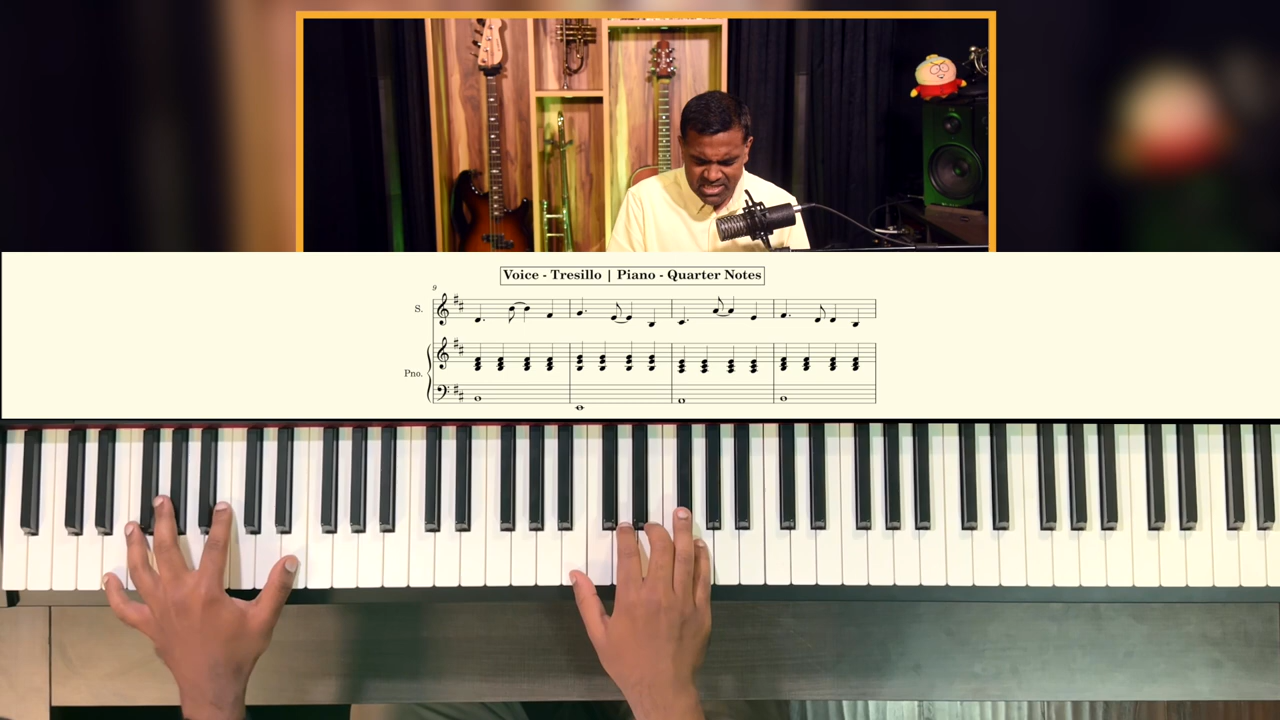 Voice - Tresillo | Piano - Quarter Notes
9
S.
Pno.